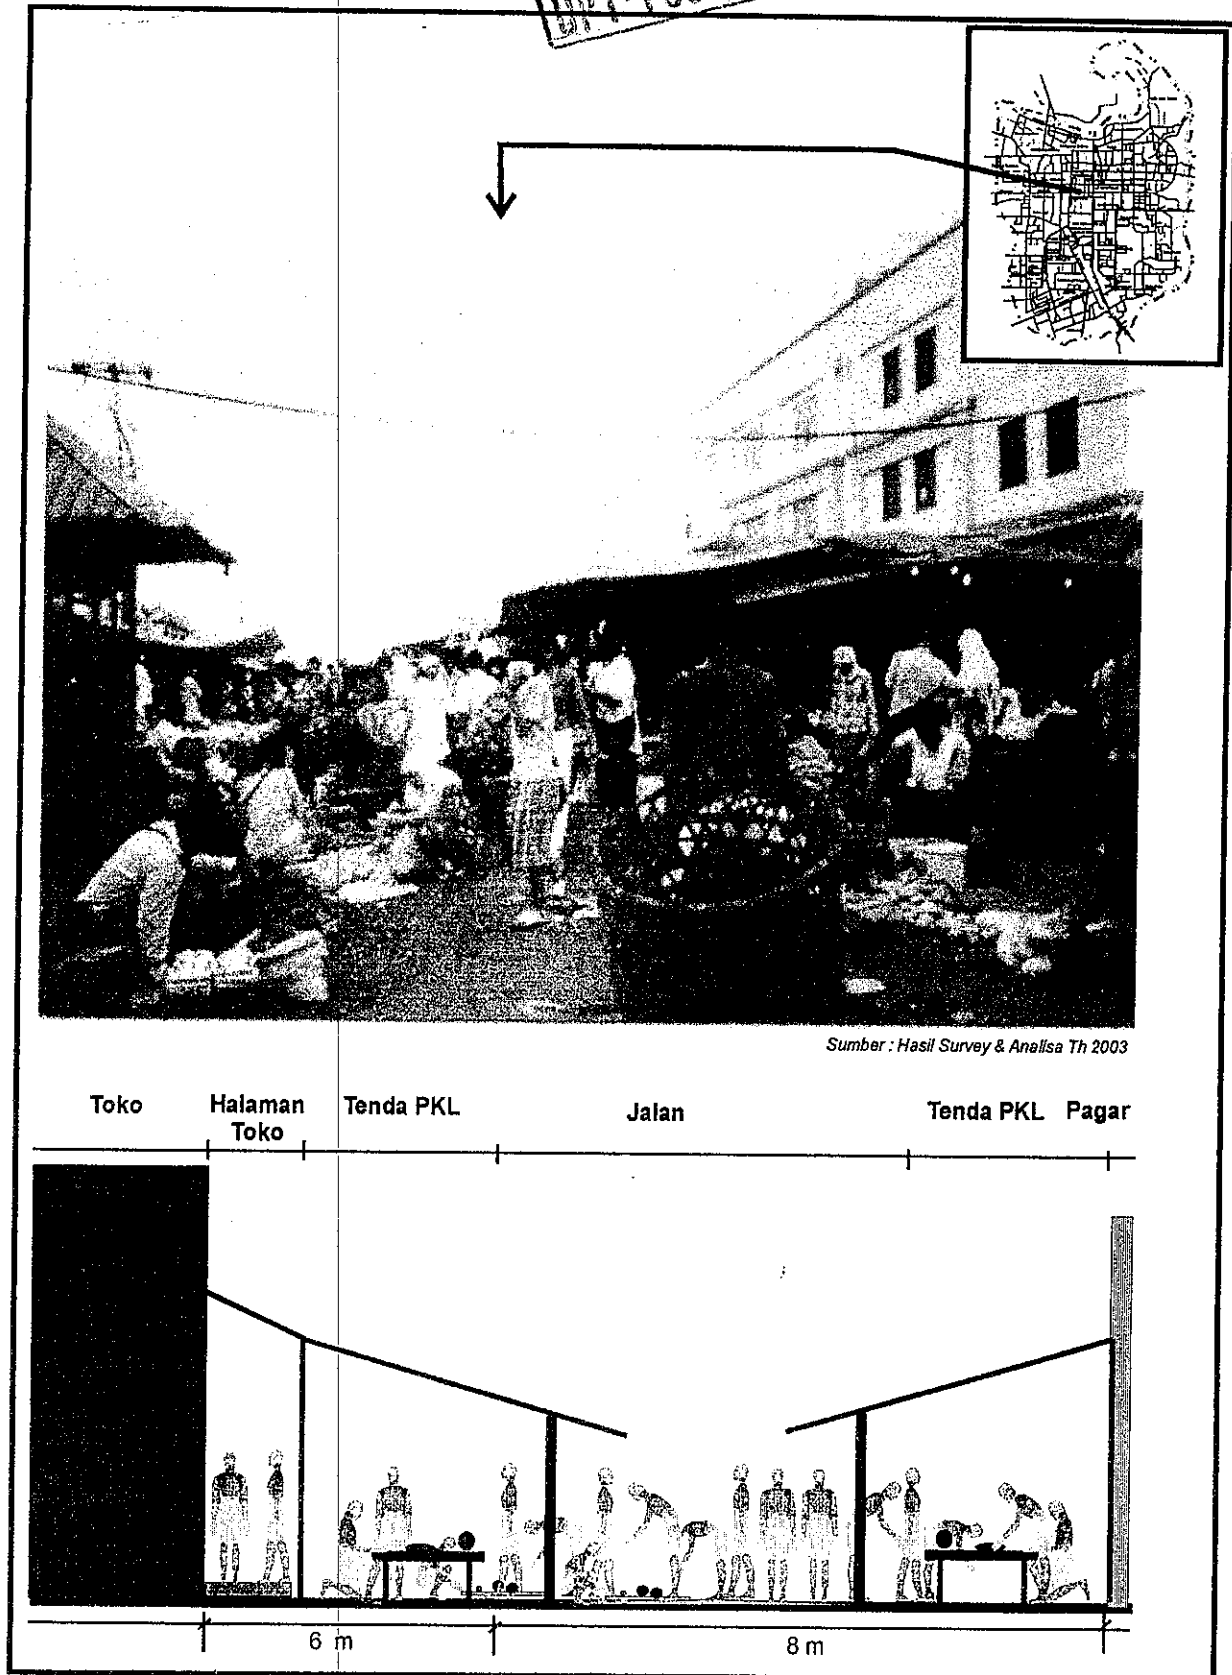 Sumber : Hasil Survey & Analisa Th 2003
Toko
Halaman
Toko
Tenda PKL
Jalan
Tenda PKL
Pagar
6 m
8 m